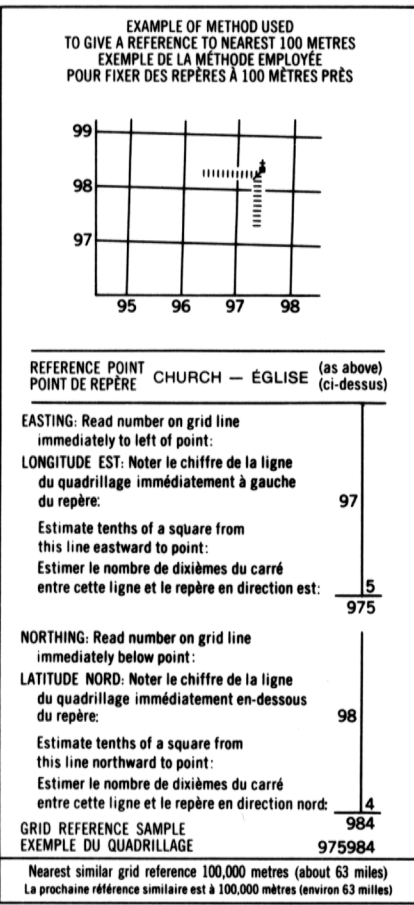 EXAMPLE OF METHOD USED
TO GIVE A REFERENCE TO NEAREST 100 METRES
EXEMPLE DE LA MÉTHODE EMPLOYÉE
POUR FIXER DES REPÈRES À 100 MÈTRES PRÈS
99
98
97
95 96 97 98
REFERENCE POINT
POINT DE REPÈRE
CHURCH — ÉGLISE
(as above)
(ci-dessus)
EASTING: Read number on grid line
immediately to left of point:
LONGITUDE EST: Noter le chiffre de la ligne
du quadrillage immédiatement à gauche
du repère: 97
Estimate tenths of a square from
this line eastward to point:
Estimer le nombre de dixièmes du carré
entre cette ligne et le repère en direction est: 5
975
NORTHING: Read number on grid line
immediately below point:
LATITUDE NORD: Noter le chiffre de la ligne
du quadrillage immédiatement en-dessous
du repère: 98
Estimate tenths of a square from
this line northward to point:
Estimer le nombre de dixièmes du carré
entre cette ligne et le repère en direction nord: 4
984
GRID REFERENCE SAMPLE
EXEMPLE DU QUADRILLAGE 975984
Nearest similar grid reference 100,000 metres (about 63 miles)
La prochaine référence similaire est à 100,000 mètres (environ 63 milles)